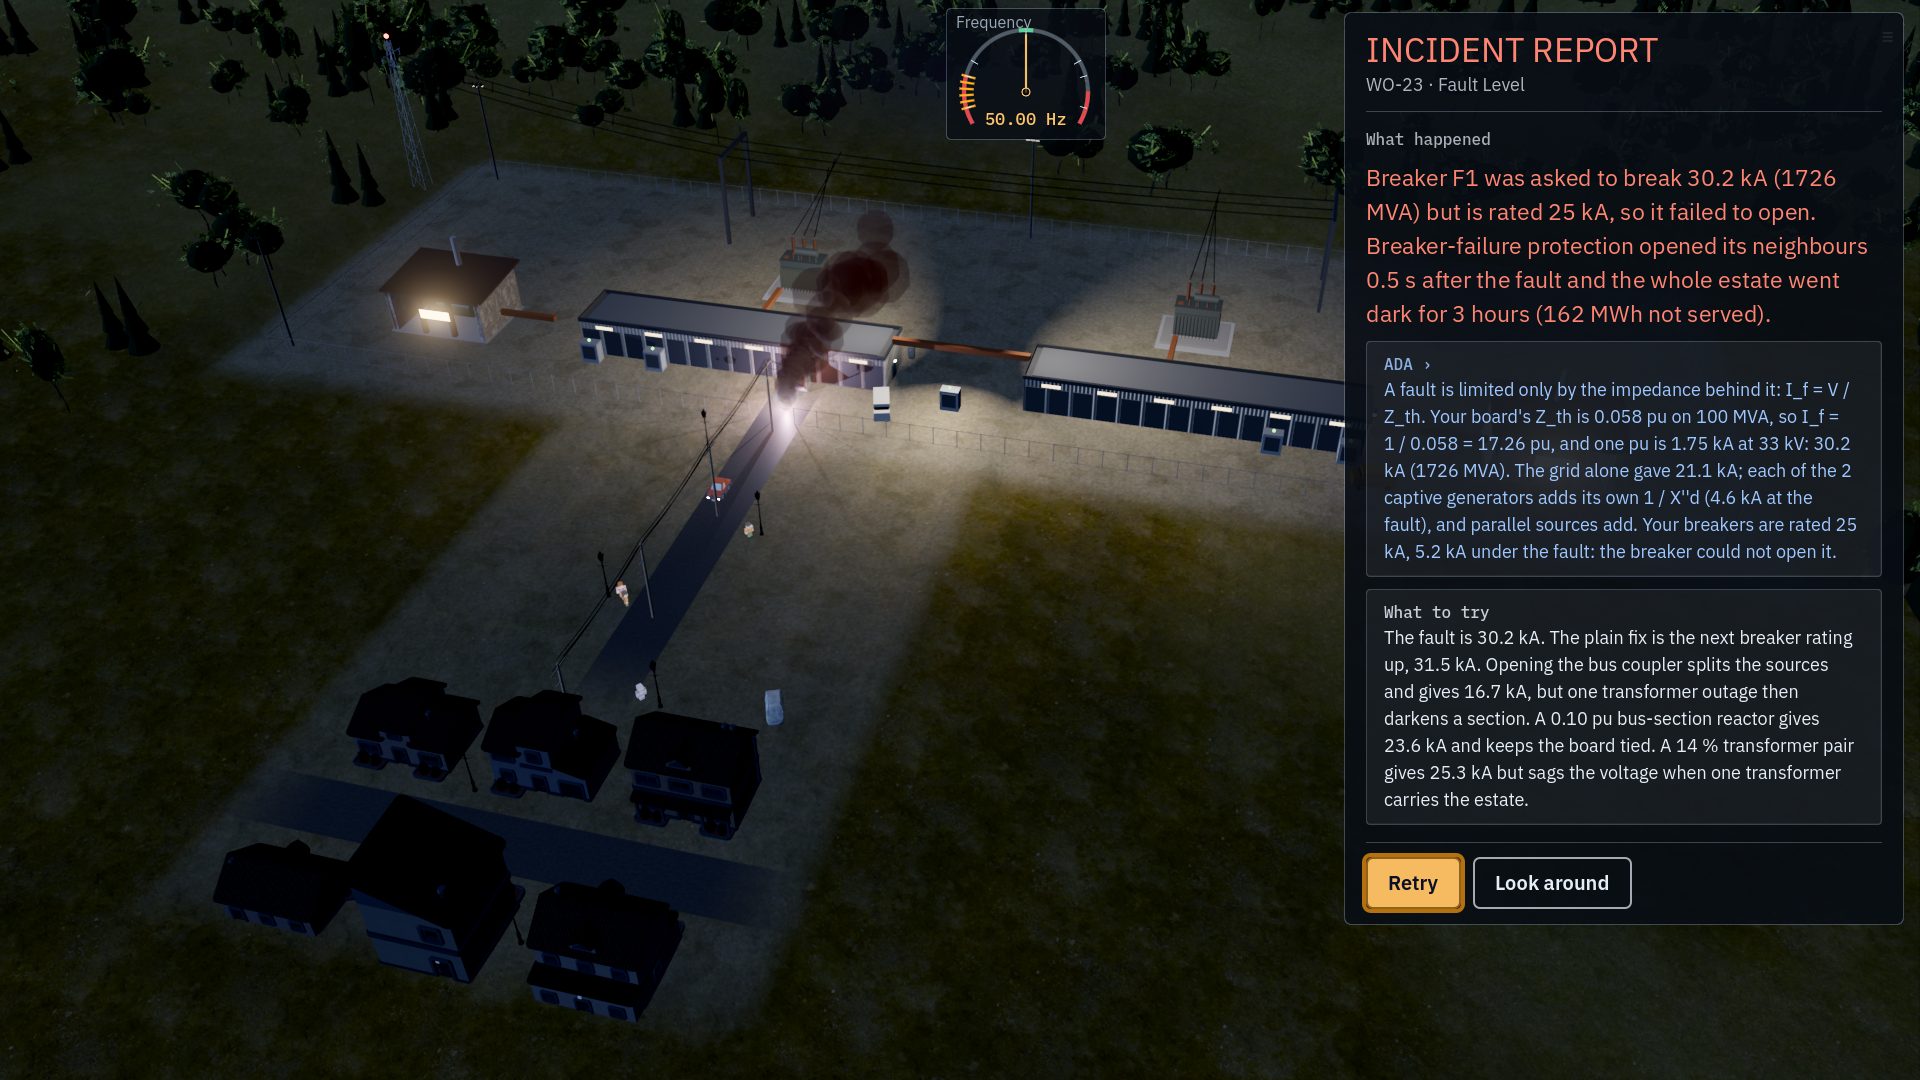 Frequency
50.00 Hz
INCIDENT REPORT
WO-23 · Fault Level
What happened
Breaker F1 was asked to break 30.2 kA (1726
MVA) but is rated 25 kA, so it failed to open.
Breaker-failure protection opened its neighbours
0.5 s after the fault and the whole estate went
dark for 3 hours (162 MWh not served).
ADA ›
A fault is limited only by the impedance behind it: I_f = V /
Z_th. Your board's Z_th is 0.058 pu on 100 MVA, so I_f =
1 / 0.058 = 17.26 pu, and one pu is 1.75 kA at 33 kV: 30.2
kA (1726 MVA). The grid alone gave 21.1 kA; each of the 2
captive generators adds its own 1 / X''d (4.6 kA at the
fault), and parallel sources add. Your breakers are rated 25
kA, 5.2 kA under the fault: the breaker could not open it.
What to try
The fault is 30.2 kA. The plain fix is the next breaker rating
up, 31.5 kA. Opening the bus coupler splits the sources
and gives 16.7 kA, but one transformer outage then
darkens a section. A 0.10 pu bus-section reactor gives
23.6 kA and keeps the board tied. A 14 % transformer pair
gives 25.3 kA but sags the voltage when one transformer
carries the estate.
Retry
Look around